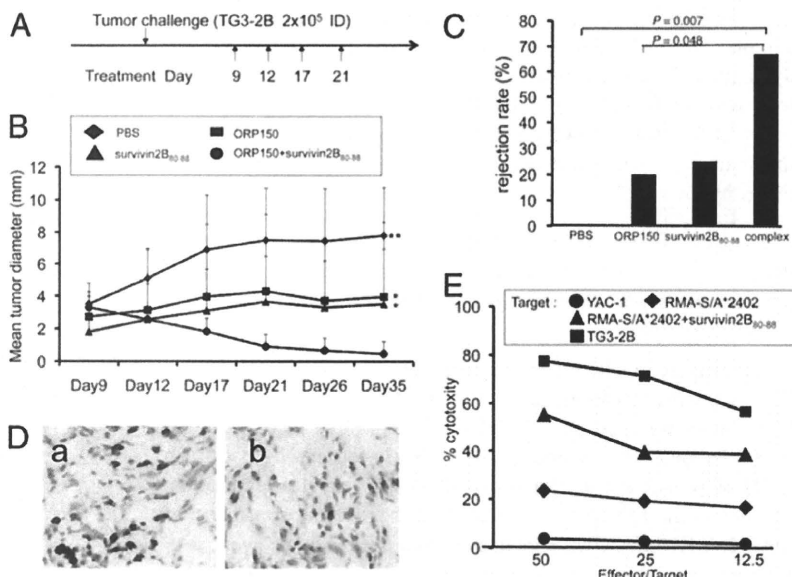 A
Tumor challenge (TG3-2B 2x10⁵ ID)
Treatment Day 9 12 17 21
B
PBS ORP150
survivin2B80-88 ORP150+survivin2B80-88
Mean tumor diameter (mm)
12
10
8
6
4
2
0
**
*
*
Day9 Day12 Day17 Day21 Day26 Day35
C
P = 0.007
P = 0.048
rejection rate (%)
80
70
60
50
40
30
20
10
0
PBS ORP150 survivin2B80-88 complex
D
a b
E
Target : YAC-1 RMA-S/A*2402
RMA-S/A*2402+survivin2B80-88
TG3-2B
% cytotoxity
100
80
60
40
20
0
50 25 12.5
Effector/Target